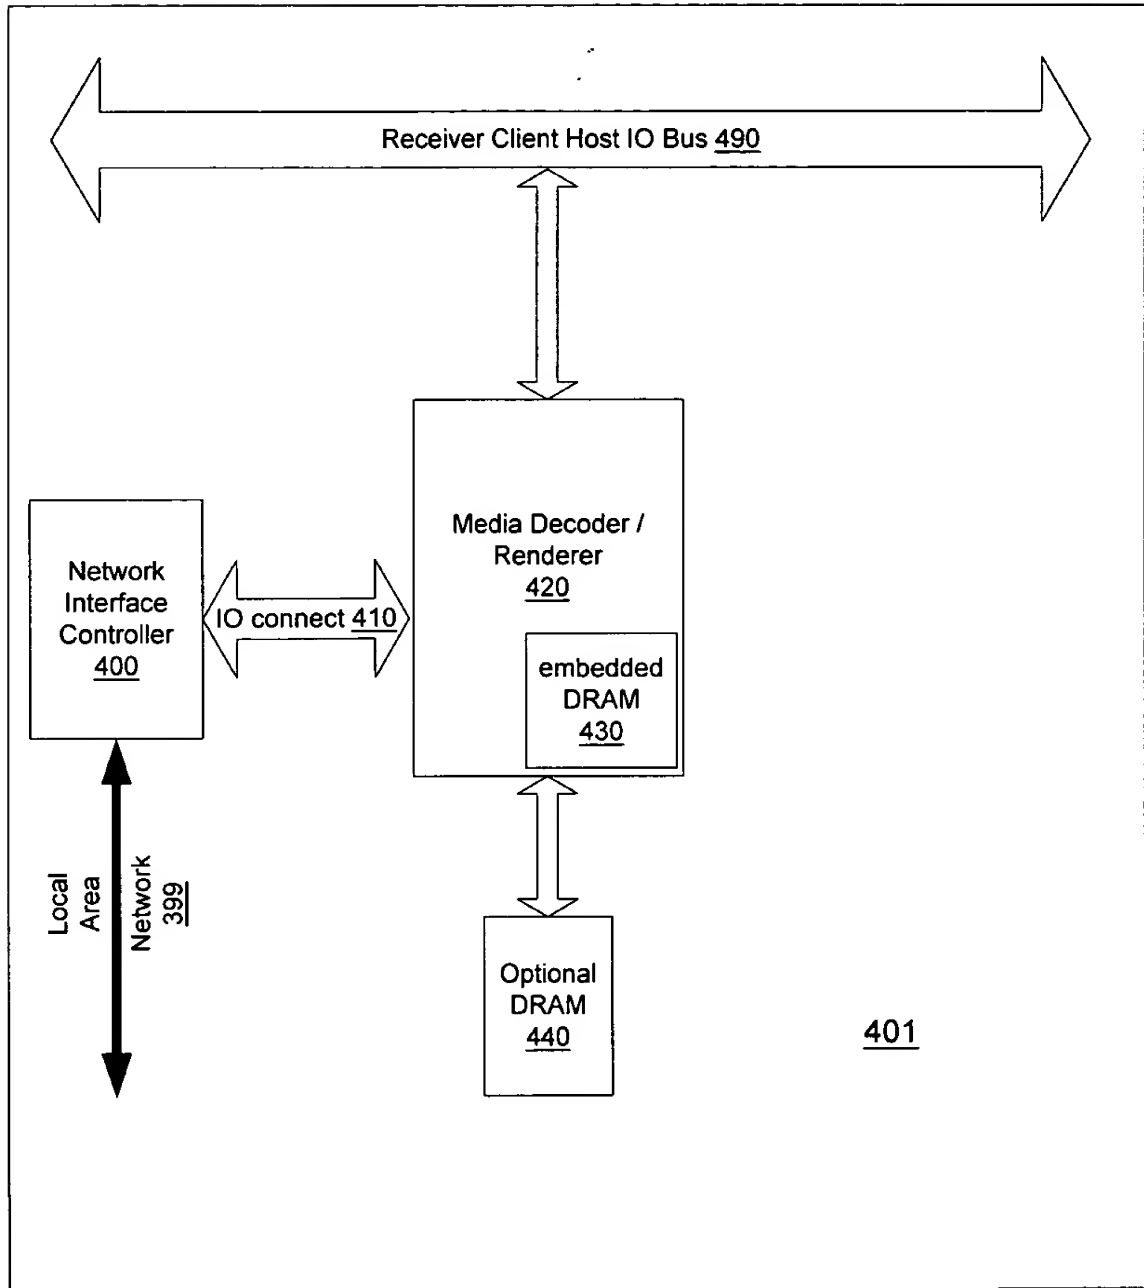 Receiver Client Host IO Bus 490
Media Decoder /
Renderer
420
Network
Interface
Controller
400
IO connect 410
embedded
DRAM
430
Local
Area
Network
399
Optional
DRAM
440
401